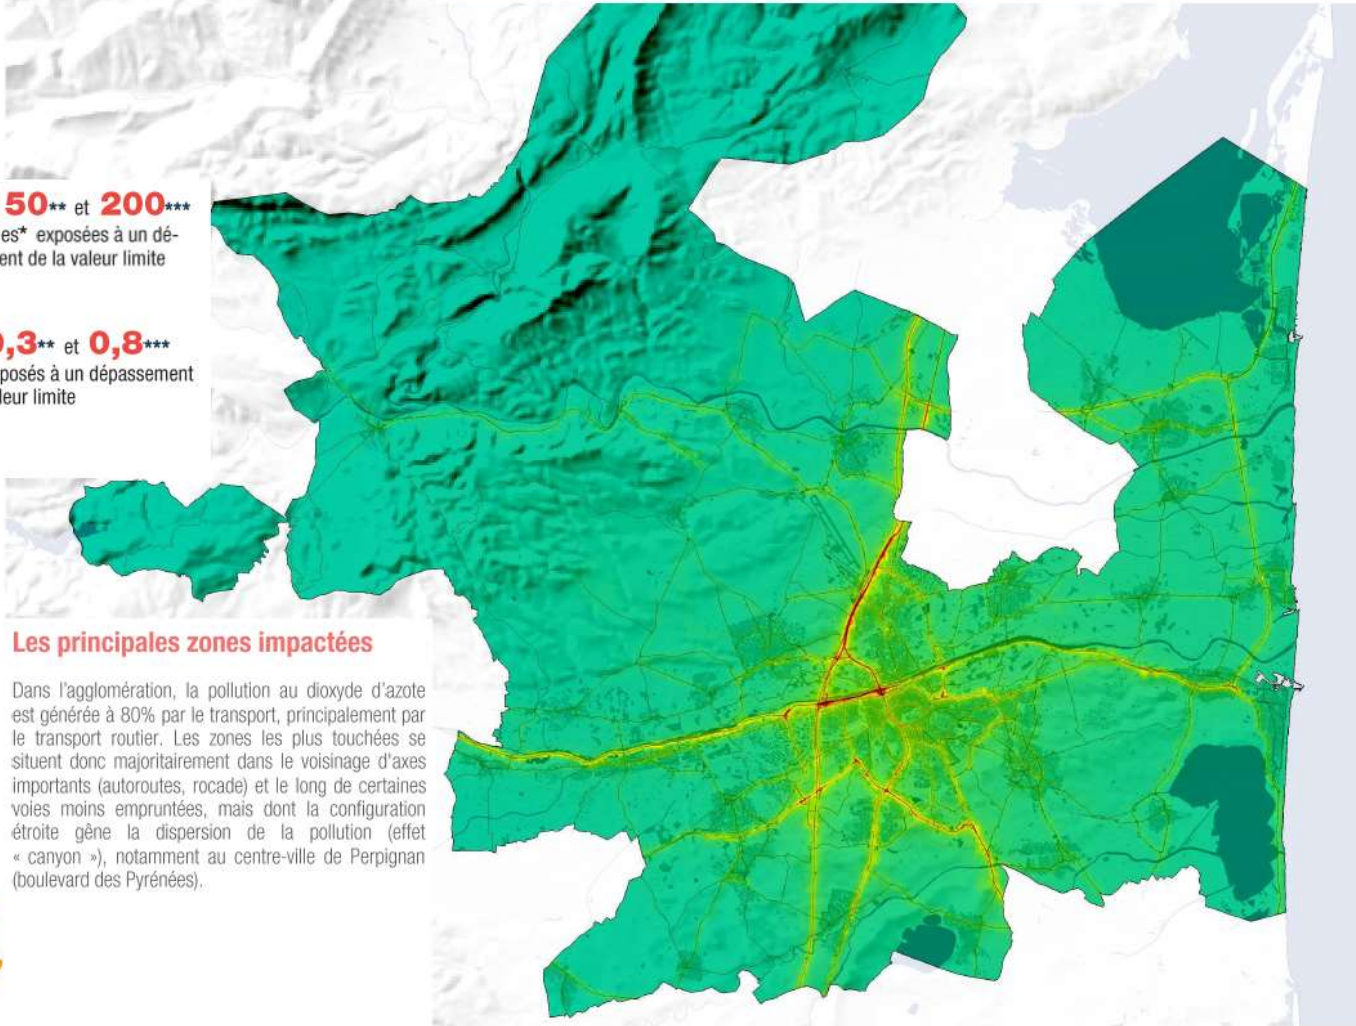 50** et 200***
es* exposées à un dé-
ent de la valeur limite
0,3** et 0,8***
posés à un dépassement
leur limite
Les principales zones impactées
Dans l'agglomération, la pollution au dioxyde d'azote
est générée à 80% par le transport, principalement par
le transport routier. Les zones les plus touchées se
situent donc majoritairement dans le voisinage d'axes
importants (autoroutes, rocade) et le long de certaines
voies moins empruntées, mais dont la configuration
étroite gêne la dispersion de la pollution (effet
« canyon »), notamment au centre-ville de Perpignan
(boulevard des Pyrénées).